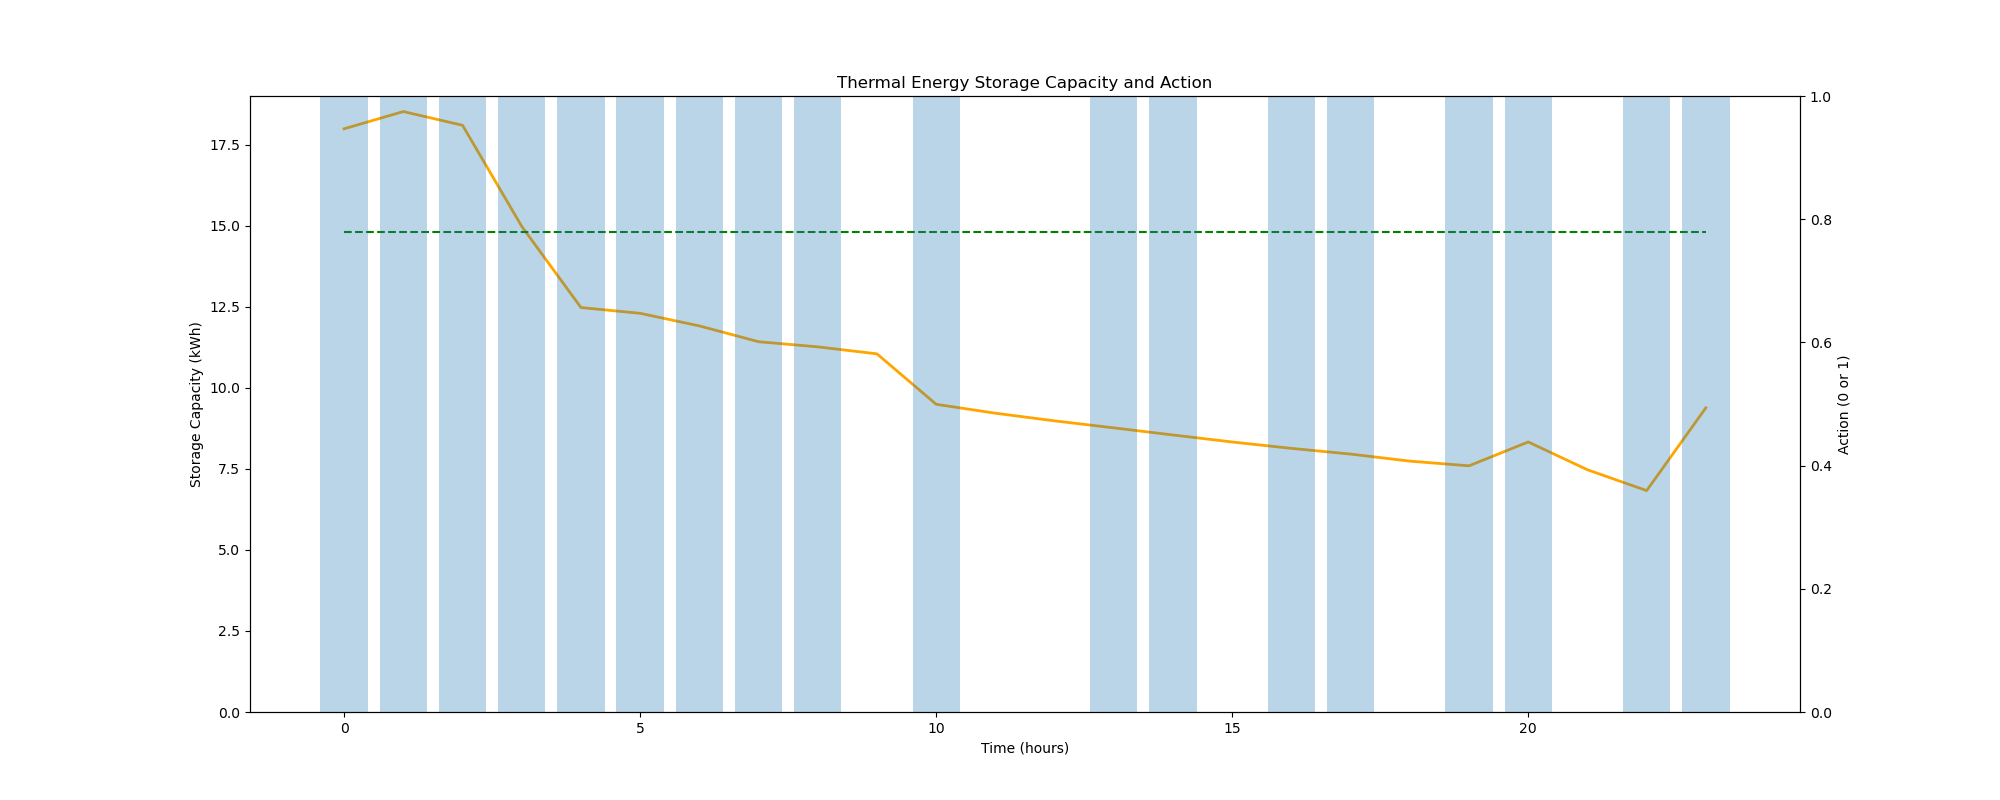 Thermal Energy Storage Capacity and Action
Storage Capacity (kWh)
17.5
15.0
12.5
10.0
7.5
5.0
2.5
0.0
1.0
0.8
0.6
0.4
0.2
0.0
Action (0 or 1)
0 5 10 15 20
Time (hours)